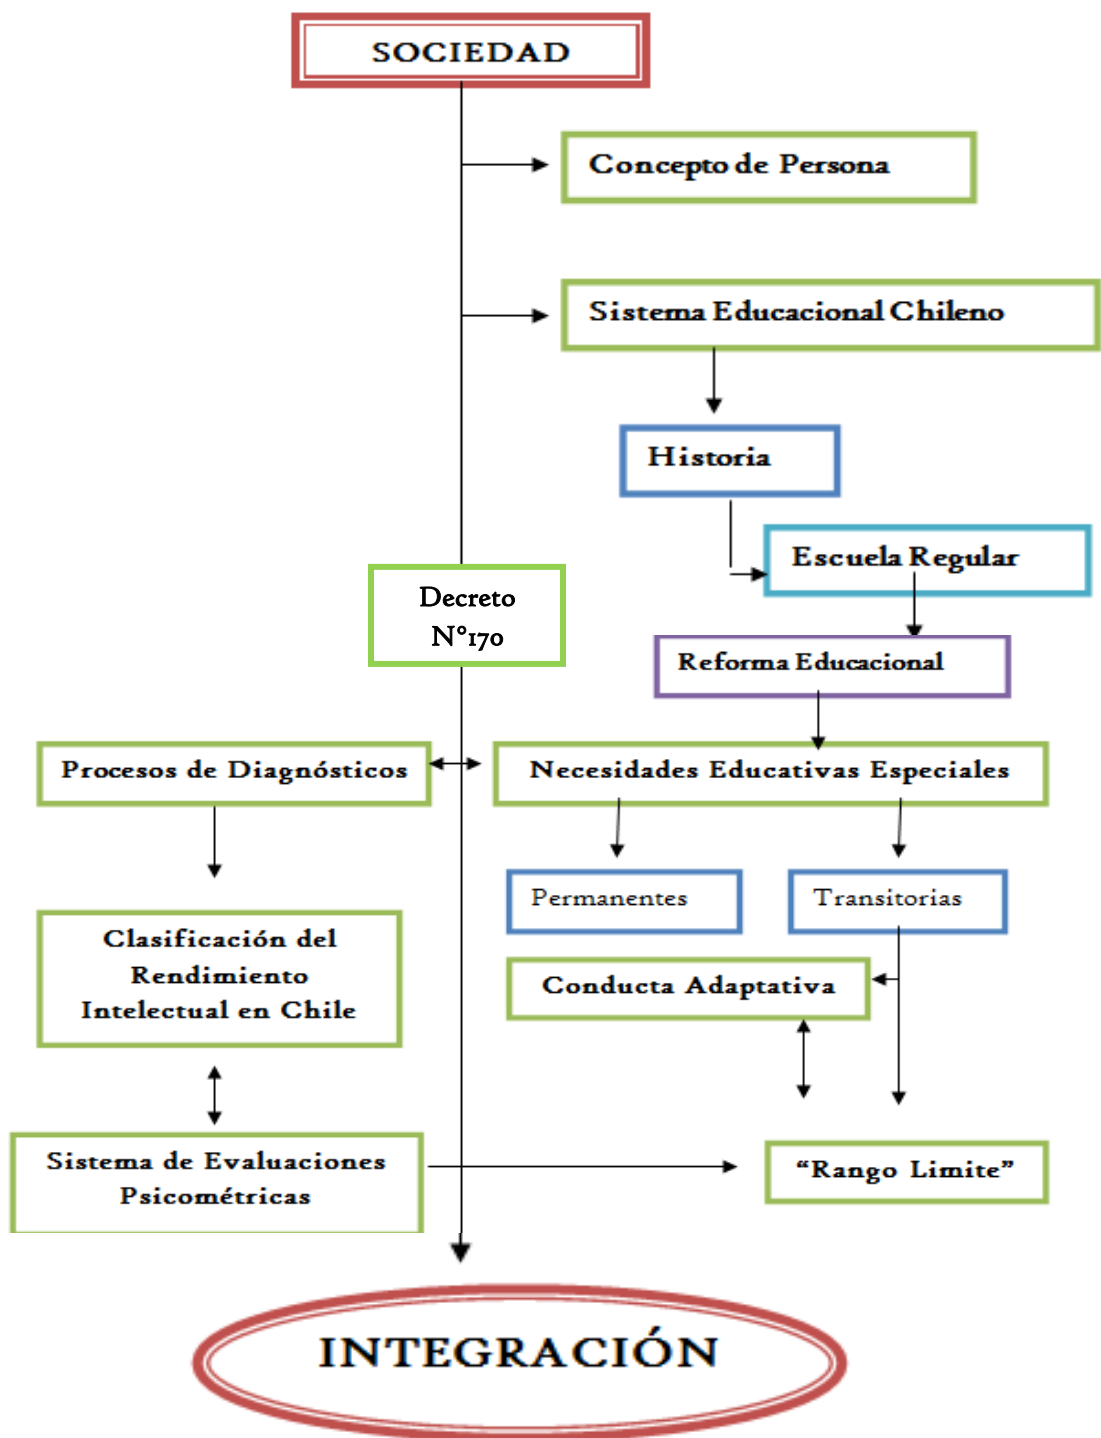 SOCIEDAD
Concepto de Persona
Sistema Educacional Chileno
Historia
Escuela Regular
Decreto
N°170
Reforma Educacional
Procesos de Diagnósticos
Necesidades Educativas Especiales
Permanentes
Transitorias
Clasificación del
Rendimiento
Intelectual en Chile
Conducta Adaptativa
Sistema de Evaluaciones
Psicométricas
“Rango Limite”
INTEGRACIÓN